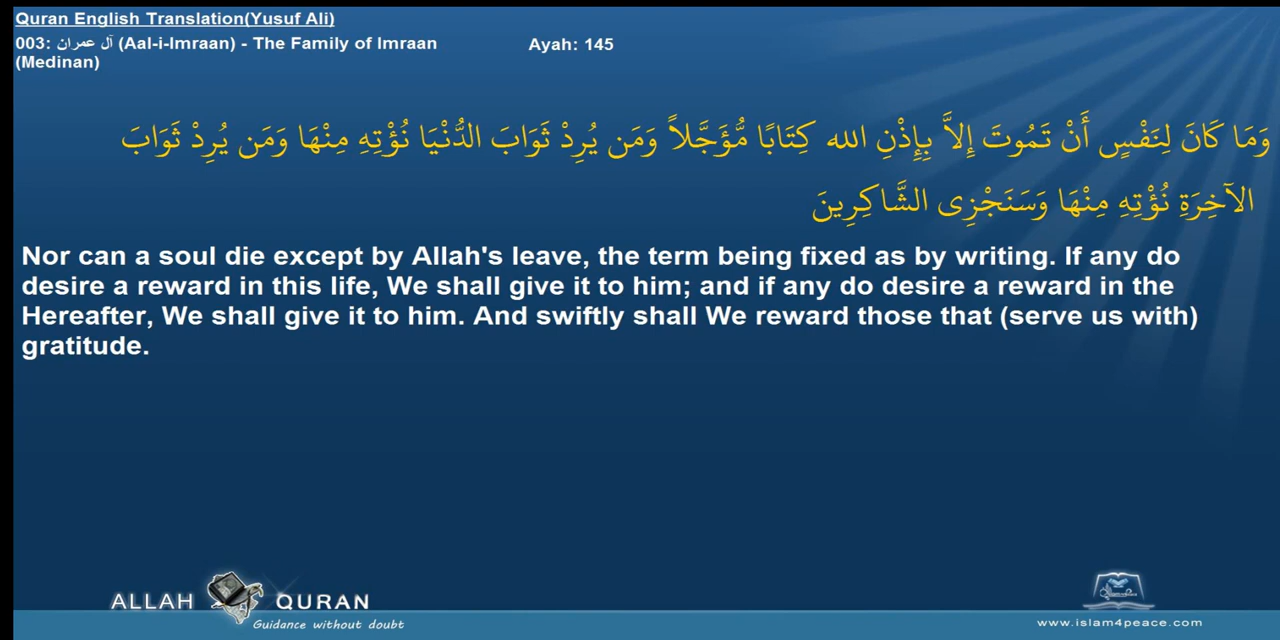 Quran English Translation(Yusuf Ali)
003: آل عمران (Aal-i-Imraan) - The Family of Imraan
(Medinan)
Ayah: 145
وَمَا كَانَ لِنَفْسٍ أَنْ تَمُوتَ إِلاَّ بِإِذْنِ الله كِتَابًا مُّؤَجَّلاً وَمَن يُرِدْ ثَوَابَ الدُّنْيَا نُؤْتِهِ مِنْهَا وَمَن يُرِدْ ثَوَابَ
الآخِرَةِ نُؤْتِهِ مِنْهَا وَسَنَجْزِى الشَّاكِرِينَ
Nor can a soul die except by Allah's leave, the term being fixed as by writing. If any do
desire a reward in this life, We shall give it to him; and if any do desire a reward in the
Hereafter, We shall give it to him. And swiftly shall We reward those that (serve us with)
gratitude.
ALLAH QURAN
Guidance without doubt
www.islam4peace.com